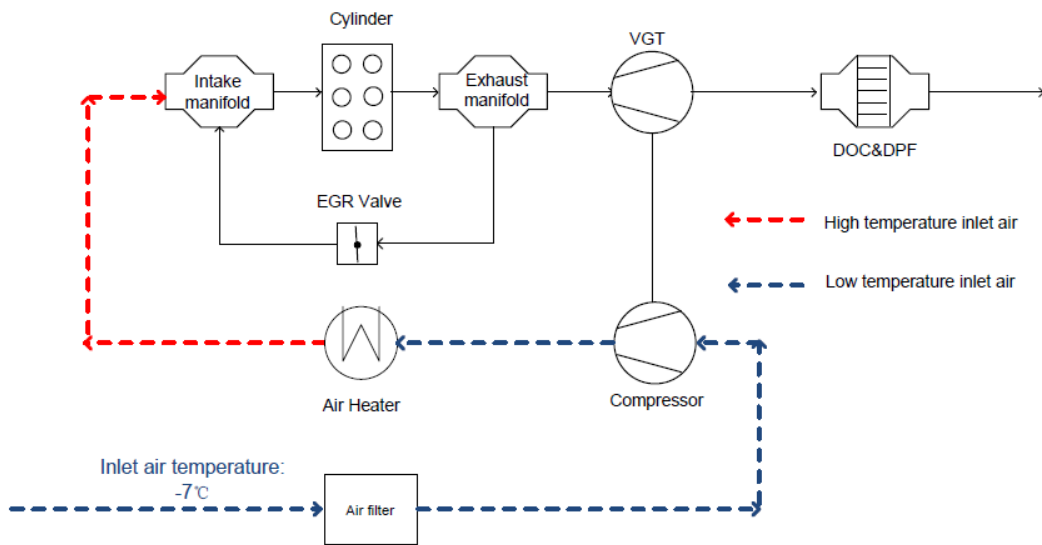 Cylinder
VGT
Intake
manifold
Exhaust
manifold
DOC&DPF
EGR Valve
High temperature inlet air
Low temperature inlet air
Air Heater
Compressor
Inlet air temperature:
-7℃
Air filter